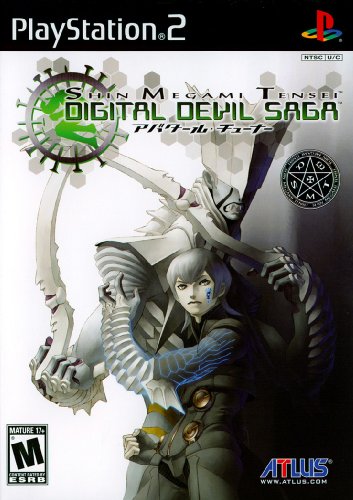 PlayStation®2
NTSC U/C
SHIN MEGAMI TENSEI
DIGITAL DEVIL SAGA™
アバタール・チューナー
MATURE 17+
M
CONTENT RATED BY
ESRB
ATLUS®
WWW.ATLUS.COM